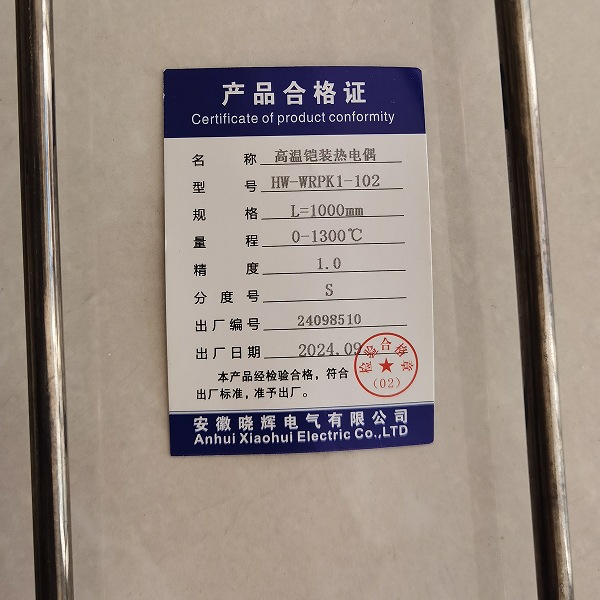 产品合格证
Certificate of product conformity
名 称 高温铠装热电偶
型 号 HW-WRPK1-102
规 格 L=1000mm
量 程 0-1300℃
精 度 1.0
分 度 号 S
出厂编号 24098510
出厂日期 2024.09
检验合格章
(02)
本产品经检验合格，符合
出厂标准，准予出厂。
安徽晓辉电气有限公司
Anhui Xiaohui Electric Co.,LTD